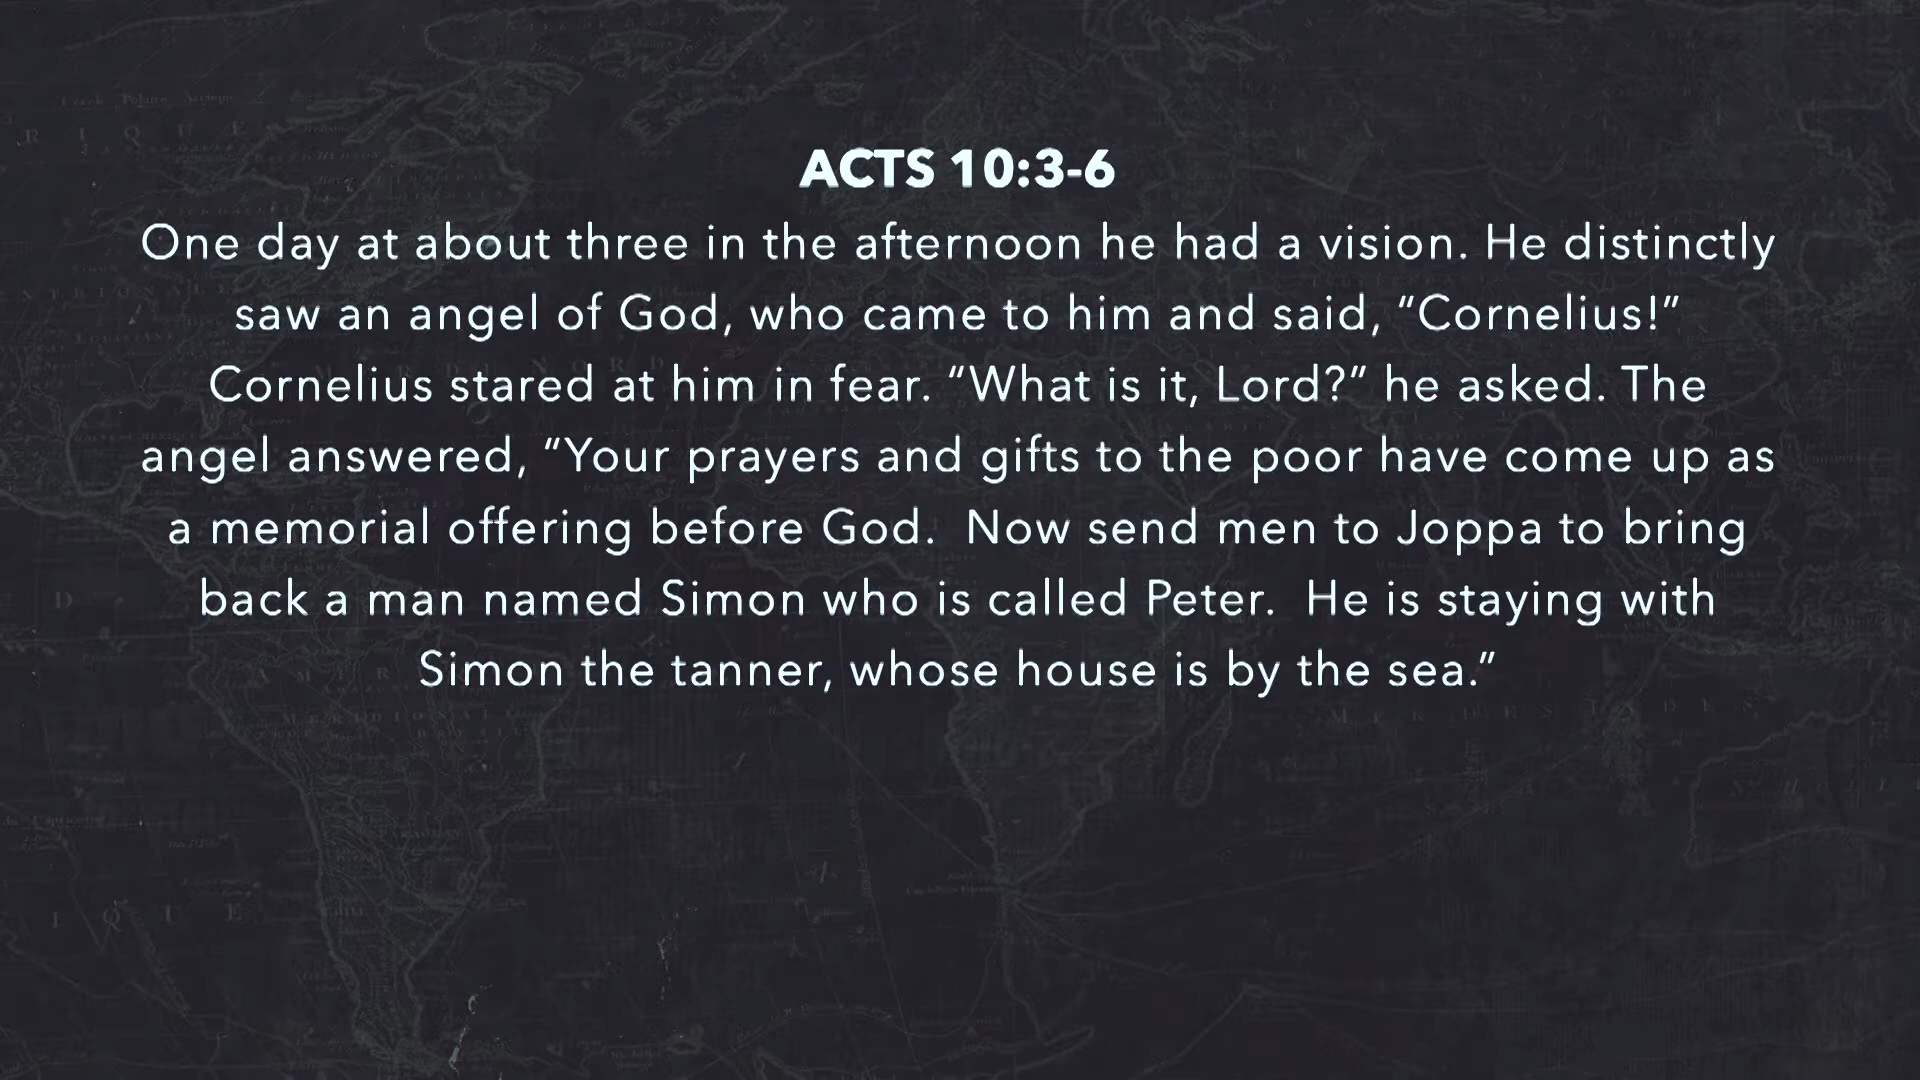 ACTS 10:3-6
One day at about three in the afternoon he had a vision. He distinctly
saw an angel of God, who came to him and said, “Cornelius!”
Cornelius stared at him in fear. “What is it, Lord?” he asked. The
angel answered, “Your prayers and gifts to the poor have come up as
a memorial offering before God.  Now send men to Joppa to bring
back a man named Simon who is called Peter.  He is staying with
Simon the tanner, whose house is by the sea.”